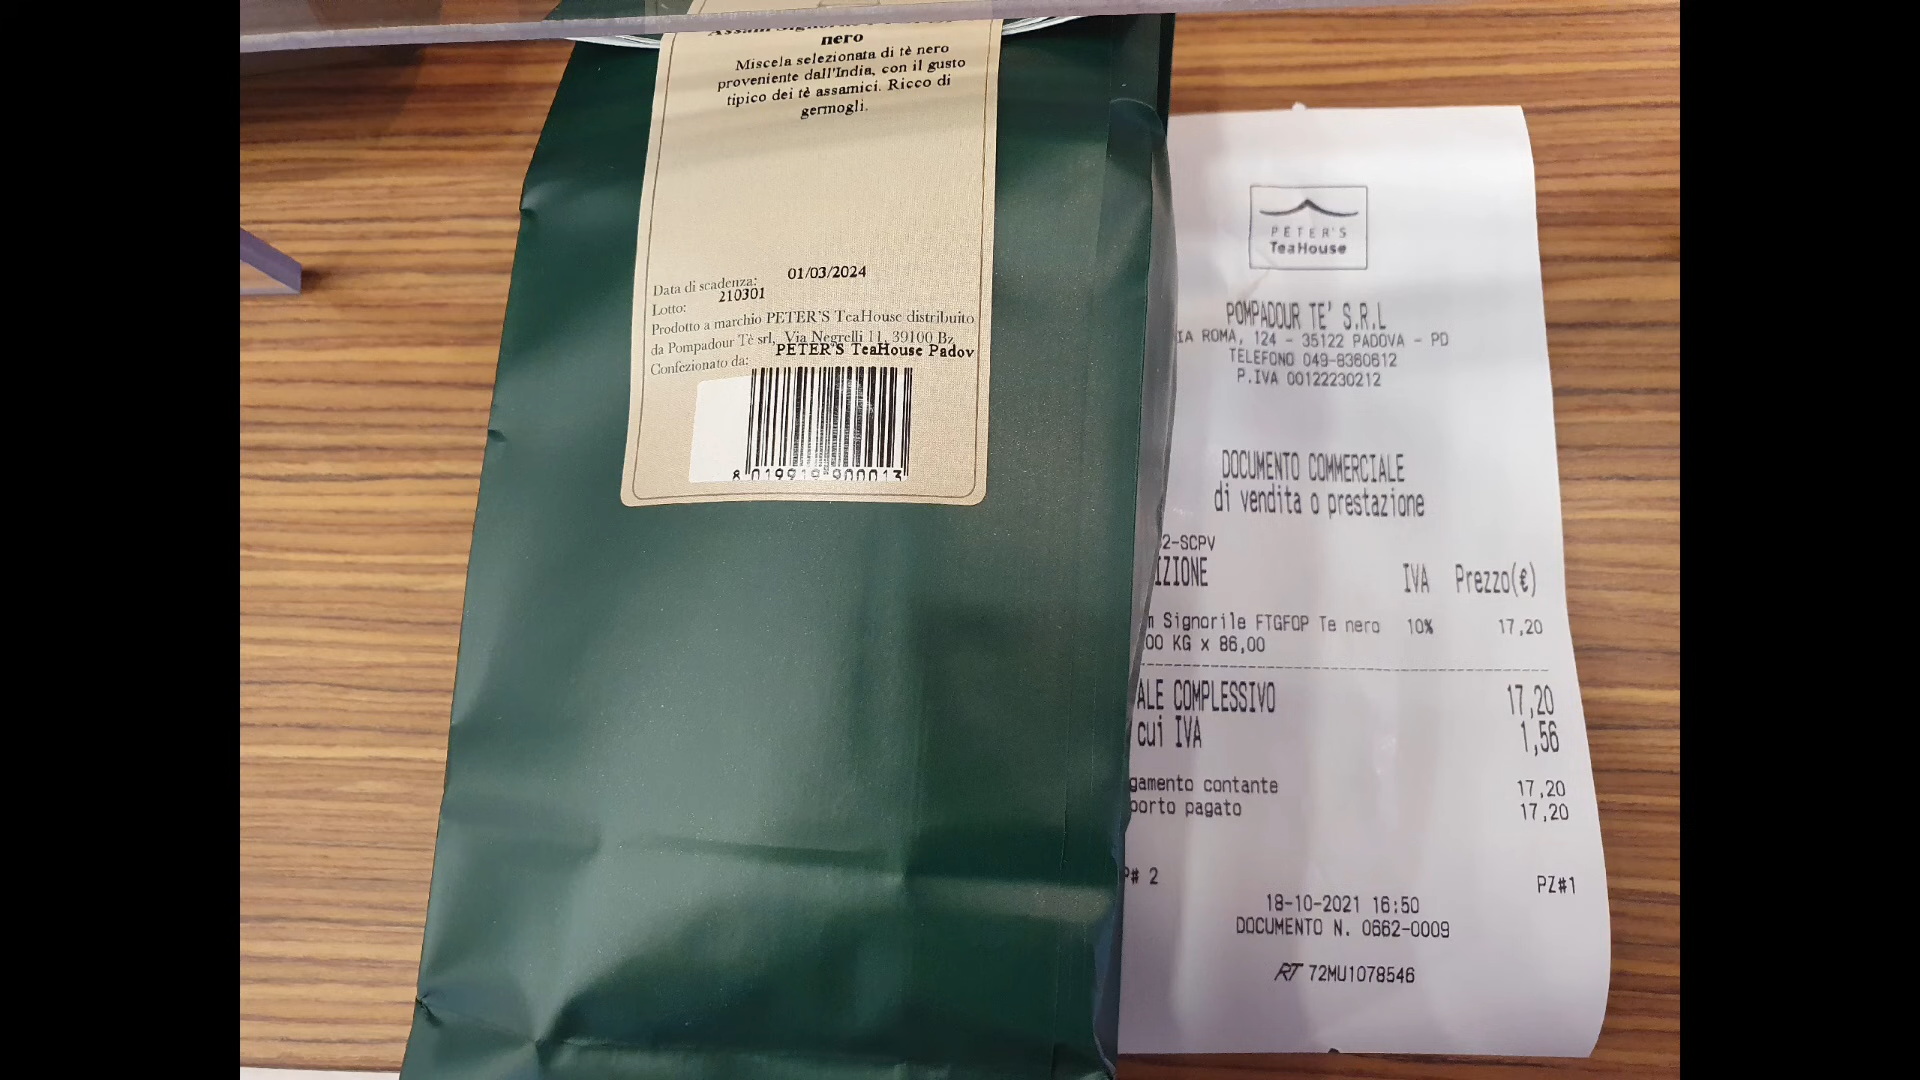 nero
Miscela selezionata di tè nero
proveniente dall'India, con il gusto
tipico dei tè assamici. Ricco di
germogli.
Data di scadenza: 01/03/2024
Lotto: 210301
Prodotto a marchio PETER'S TeaHouse distribuito
da Pompadour Tè srl, Via Negrelli 11, 39100 Bz
Confezionato da: PETER'S TeaHouse Padov
8 019919 900013
PETER'S
TeaHouse
POMPADOUR TE' S.R.L
IA ROMA, 124 - 35122 PADOVA - PD
TELEFONO 049-8360612
P.IVA 00122230212
DOCUMENTO COMMERCIALE
di vendita o prestazione
2-SCPV
IZIONE IVA Prezzo(€)
m Signorile FTGFOP Te nero 10% 17,20
00 KG x 86,00
ALE COMPLESSIVO 17,20
cui IVA 1,56
gamento contante 17,20
porto pagato 17,20
P# 2 PZ#1
18-10-2021 16:50
DOCUMENTO N. 0662-0009
RT 72MU1078546